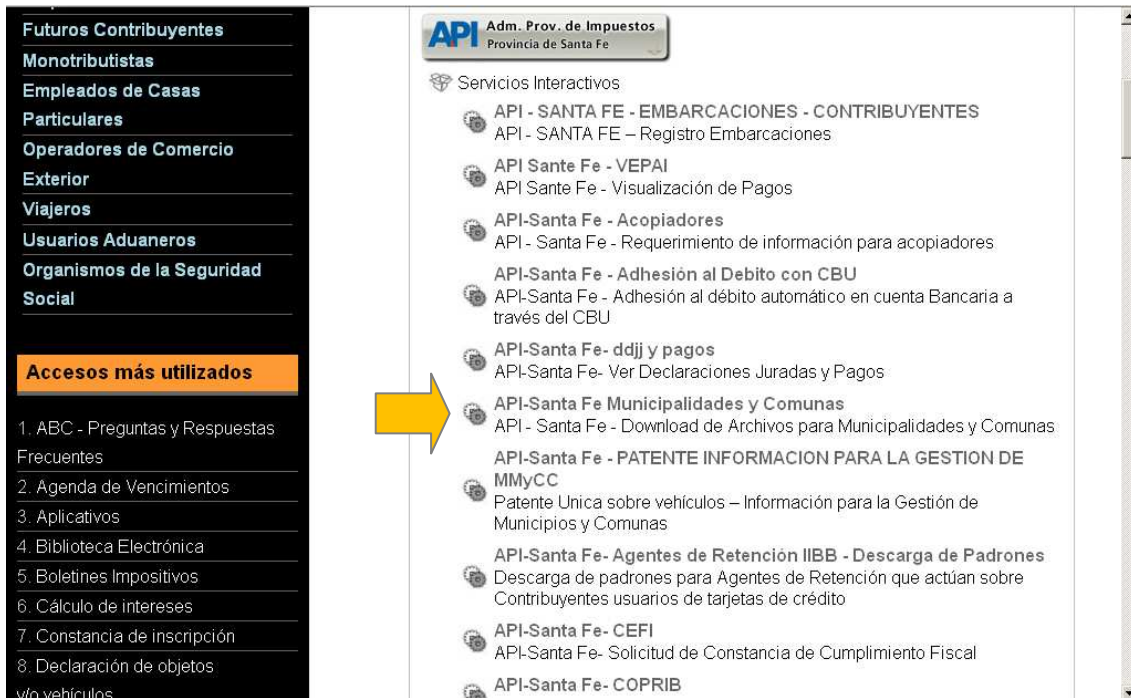 Futuros Contribuyentes
Monotributistas
Empleados de Casas
Particulares
Operadores de Comercio
Exterior
Viajeros
Usuarios Aduaneros
Organismos de la Seguridad
Social
Accesos más utilizados
1. ABC - Preguntas y Respuestas
Frecuentes
2. Agenda de Vencimientos
3. Aplicativos
4. Biblioteca Electrónica
5. Boletines Impositivos
6. Cálculo de intereses
7. Constancia de inscripción
8. Declaración de objetos
y/o vehículos
API Adm. Prov. de Impuestos
Provincia de Santa Fe
Servicios Interactivos
API - SANTA FE - EMBARCACIONES - CONTRIBUYENTES
API - SANTA FE – Registro Embarcaciones
API Sante Fe - VEPAI
API Sante Fe - Visualización de Pagos
API-Santa Fe - Acopiadores
API - Santa Fe - Requerimiento de información para acopiadores
API-Santa Fe - Adhesión al Debito con CBU
API-Santa Fe - Adhesión al débito automático en cuenta Bancaria a
través del CBU
API-Santa Fe- ddjj y pagos
API-Santa Fe- Ver Declaraciones Juradas y Pagos
API-Santa Fe Municipalidades y Comunas
API - Santa Fe - Download de Archivos para Municipalidades y Comunas
API-Santa Fe - PATENTE INFORMACION PARA LA GESTION DE
MMyCC
Patente Unica sobre vehículos – Información para la Gestión de
Municipios y Comunas
API-Santa Fe- Agentes de Retención IIBB - Descarga de Padrones
Descarga de padrones para Agentes de Retención que actúan sobre
Contribuyentes usuarios de tarjetas de crédito
API-Santa Fe- CEFI
API-Santa Fe- Solicitud de Constancia de Cumplimiento Fiscal
API-Santa Fe- COPRIB